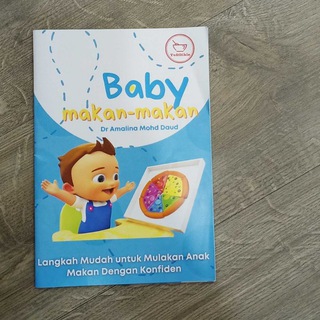 Baby
makan-makan
Dr Amalina Mohd Daud
Langkah Mudah untuk Mulakan Anak
Makan Dengan Konfiden